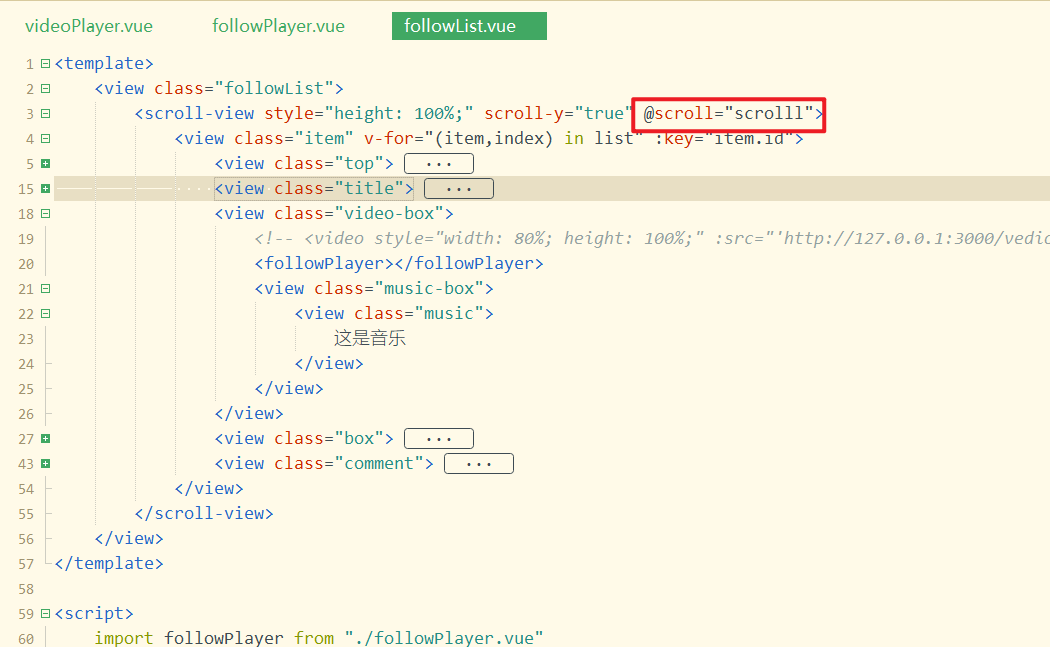 videoPlayer.vue followPlayer.vue followList.vue
1 <template>
2 <view class="followList">
3 <scroll-view style="height: 100%;" scroll-y="true" @scroll="scrolll">
4 <view class="item" v-for="(item,index) in list" :key="item.id">
5 <view class="top"> ...
15 <view class="title"> ...
18 <view class="video-box">
19 <!-- <video style="width: 80%; height: 100%;" :src="'http://127.0.0.1:3000/vedio
20 <followPlayer></followPlayer>
21 <view class="music-box">
22 <view class="music">
23 这是音乐
24 </view>
25 </view>
26 </view>
27 <view class="box"> ...
43 <view class="comment"> ...
54 </view>
55 </scroll-view>
56 </view>
57 </template>
58
59 <script>
60 import followPlayer from "./followPlayer.vue"